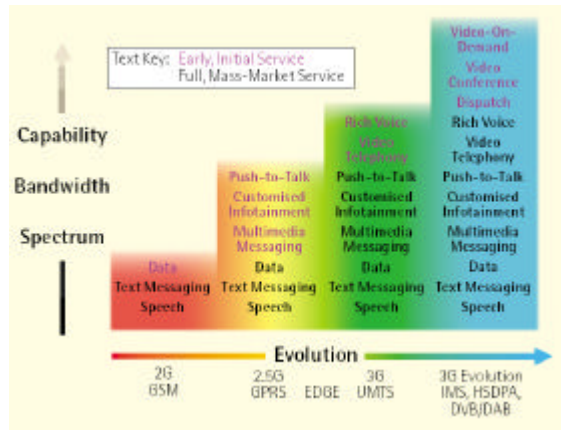 Text Key: Early, Initial Service
Full, Mass-Market Service
Capability
Bandwidth
Spectrum
Data
Text Messaging
Speech
Push-to-Talk
Customised
Infotainment
Multimedia
Messaging
Data
Text Messaging
Speech
Rich Voice
Video
Telephony
Push-to-Talk
Customised
Infotainment
Multimedia
Messaging
Data
Text Messaging
Speech
Video-On-
Demand
Video
Conference
Dispatch
Rich Voice
Video
Telephony
Push-to-Talk
Customised
Infotainment
Multimedia
Messaging
Data
Text Messaging
Speech
Evolution
2G
GSM
2.5G
GPRS
EDGE
3G
UMTS
3G Evolution
IMS, HSDPA,
DVB/DAB